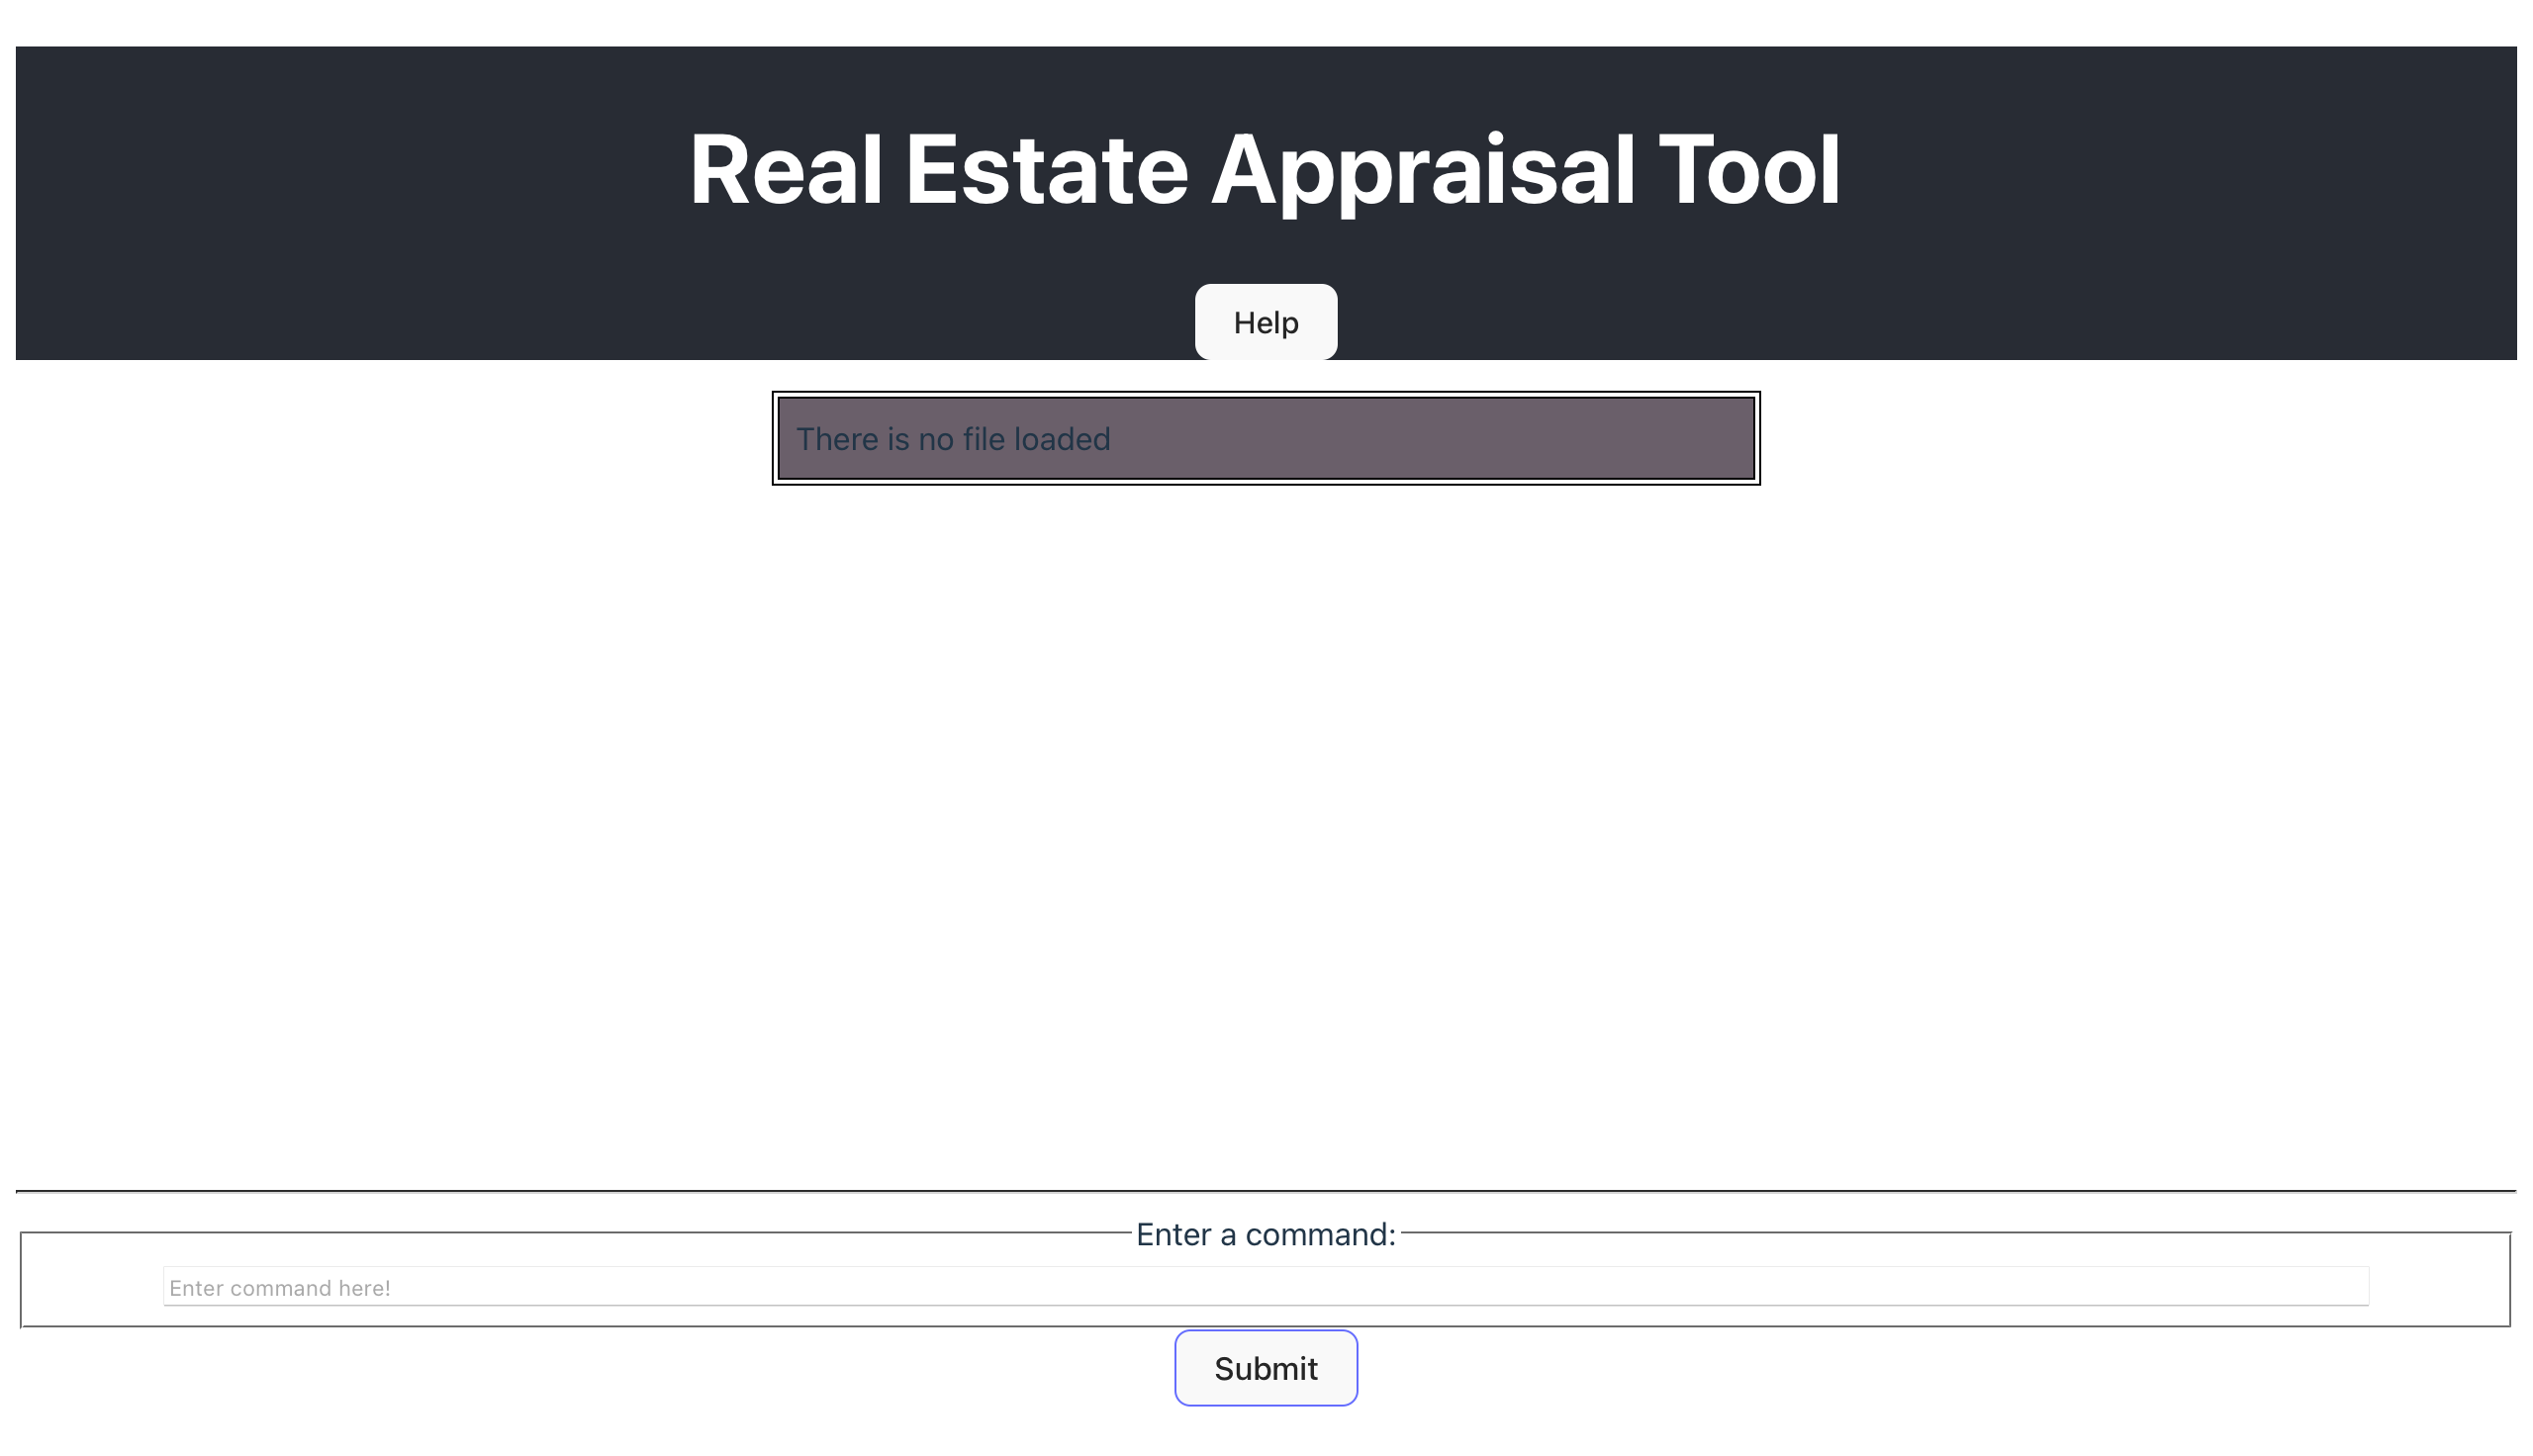 Real Estate Appraisal Tool
Help
There is no file loaded
Enter a command:
Enter command here!
Submit